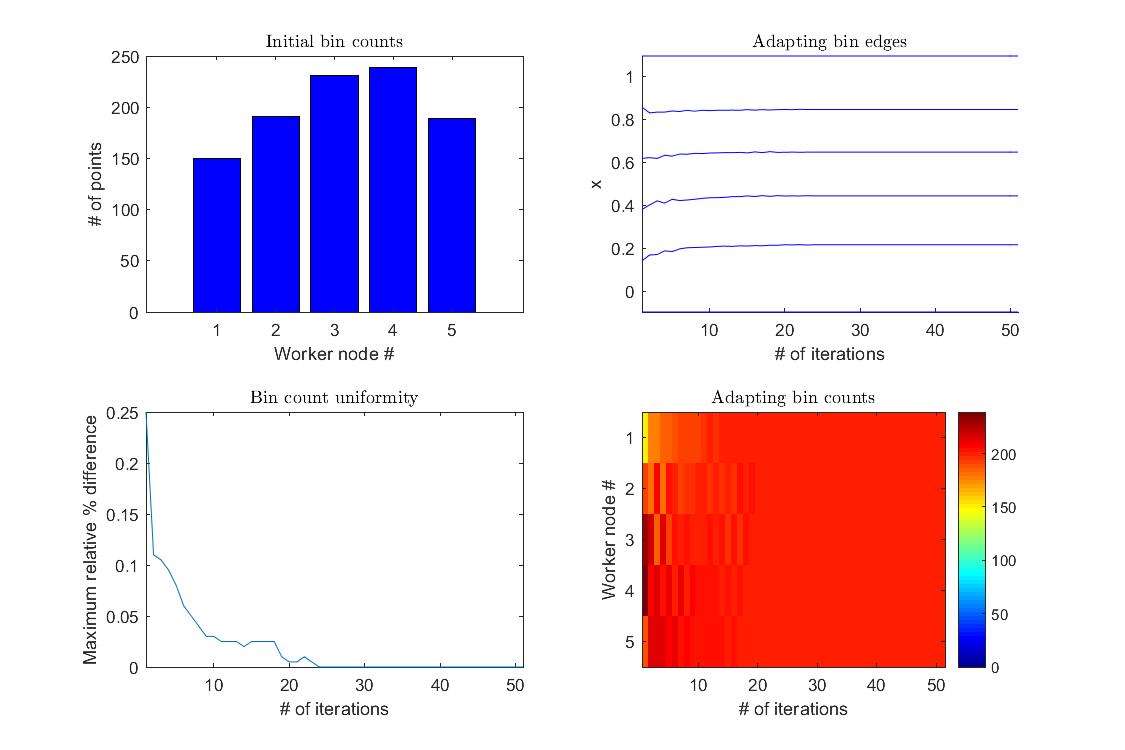 Initial bin counts
250
200
150
100
50
0
# of points
1 2 3 4 5
Worker node #
Adapting bin edges
1
0.8
0.6
0.4
0.2
0
x
10 20 30 40 50
# of iterations
Bin count uniformity
0.25
0.2
0.15
0.1
0.05
0
Maximum relative % difference
10 20 30 40 50
# of iterations
Adapting bin counts
1
2
3
4
5
Worker node #
10 20 30 40 50
# of iterations
200
150
100
50
0